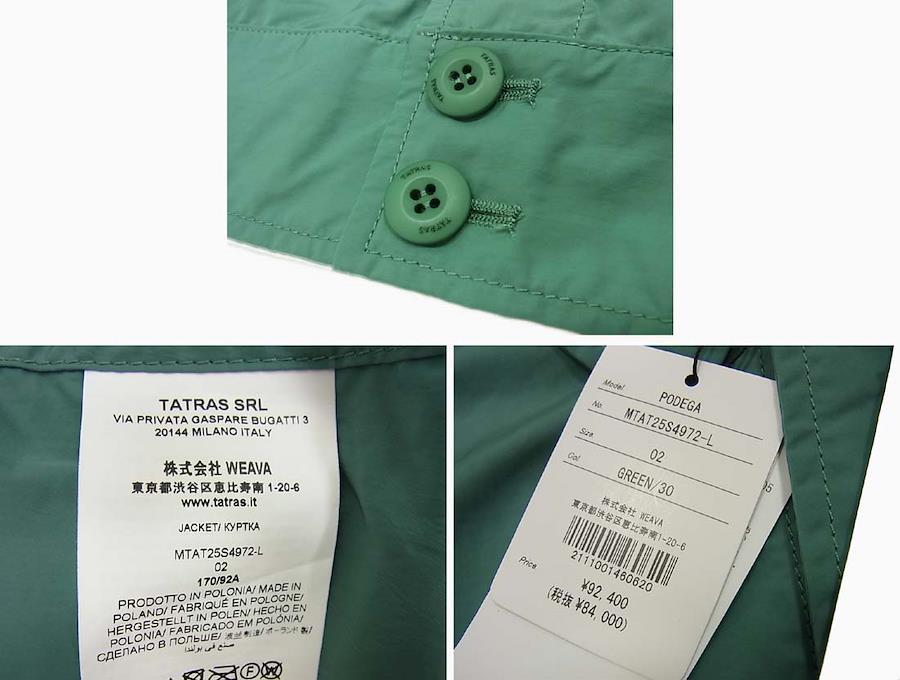 TATRAS
TATRAS
TATRAS
TATRAS
TATRAS SRL
VIA PRIVATA GASPARE BUGATTI 3
20144 MILANO ITALY
株式会社 WEAVA
東京都渋谷区恵比寿南 1-20-6
www.tatras.it
JACKET/ КУРТКА
MTAT25S4972-L
02
170/92A
PRODOTTO IN POLONIA/ MADE IN
POLAND/ FABRIQUÉ EN POLOGNE/
HERGESTELLT IN POLEN/ HECHO EN
POLONIA/ FABRICADO EM POLÓNIA/
СДЕЛАНО В ПОЛЬШЕ/ 波兰制造/ ポーランド製/
صنع في بولندا
Model PODEGA
No. MTAT25S4972-L
Size. 02
Col. GREEN/30
株式会社 WEAVA
東京都渋谷区恵比寿南1-20-6
2111001460620
Price ¥92,400
(税抜 ¥84,000)